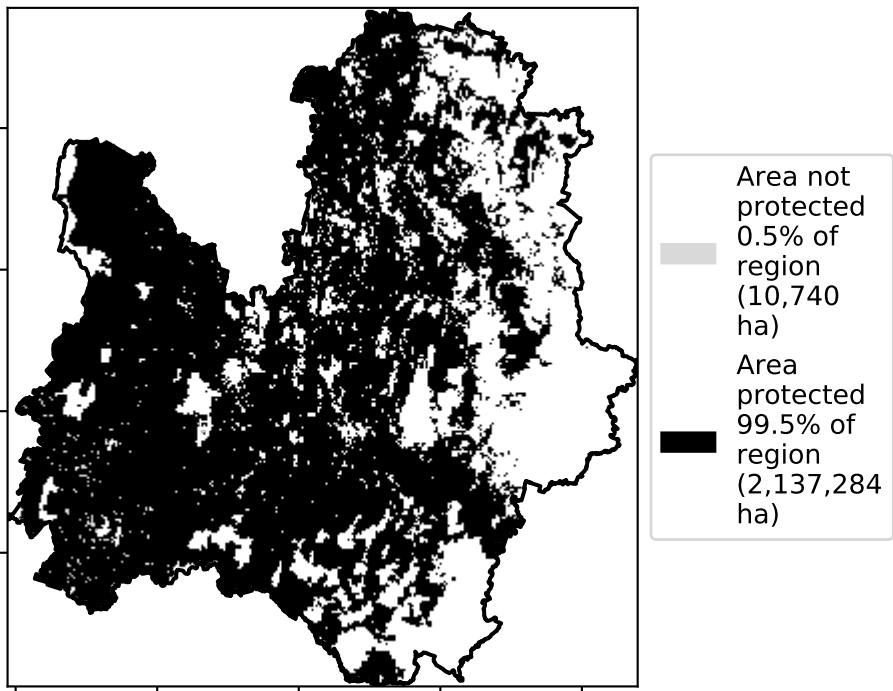 Area not
protected
0.5% of
region
(10,740
ha)
Area
protected
99.5% of
region
(2,137,284
ha)